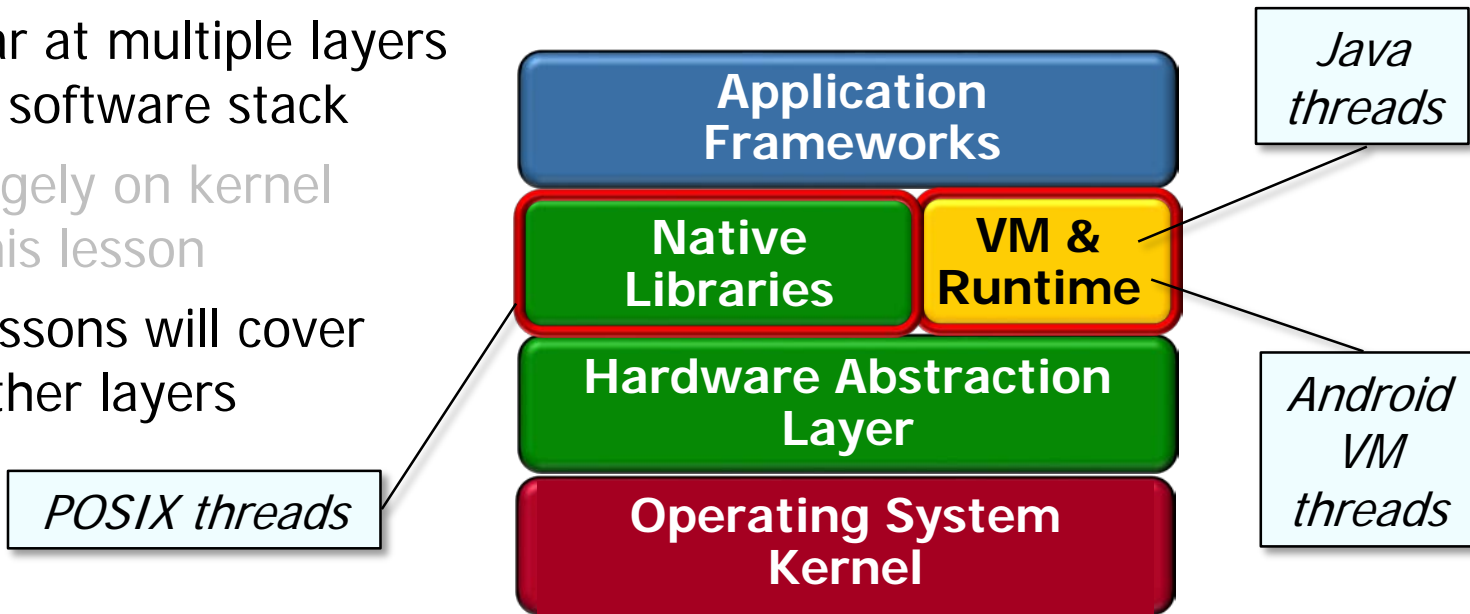 ar at multiple layers
software stack
gely on kernel
nis lesson
ssons will cover
ther layers
POSIX threads
Application
Frameworks
Native
Libraries
VM &
Runtime
Hardware Abstraction
Layer
Operating System
Kernel
Java
threads
Android
VM
threads